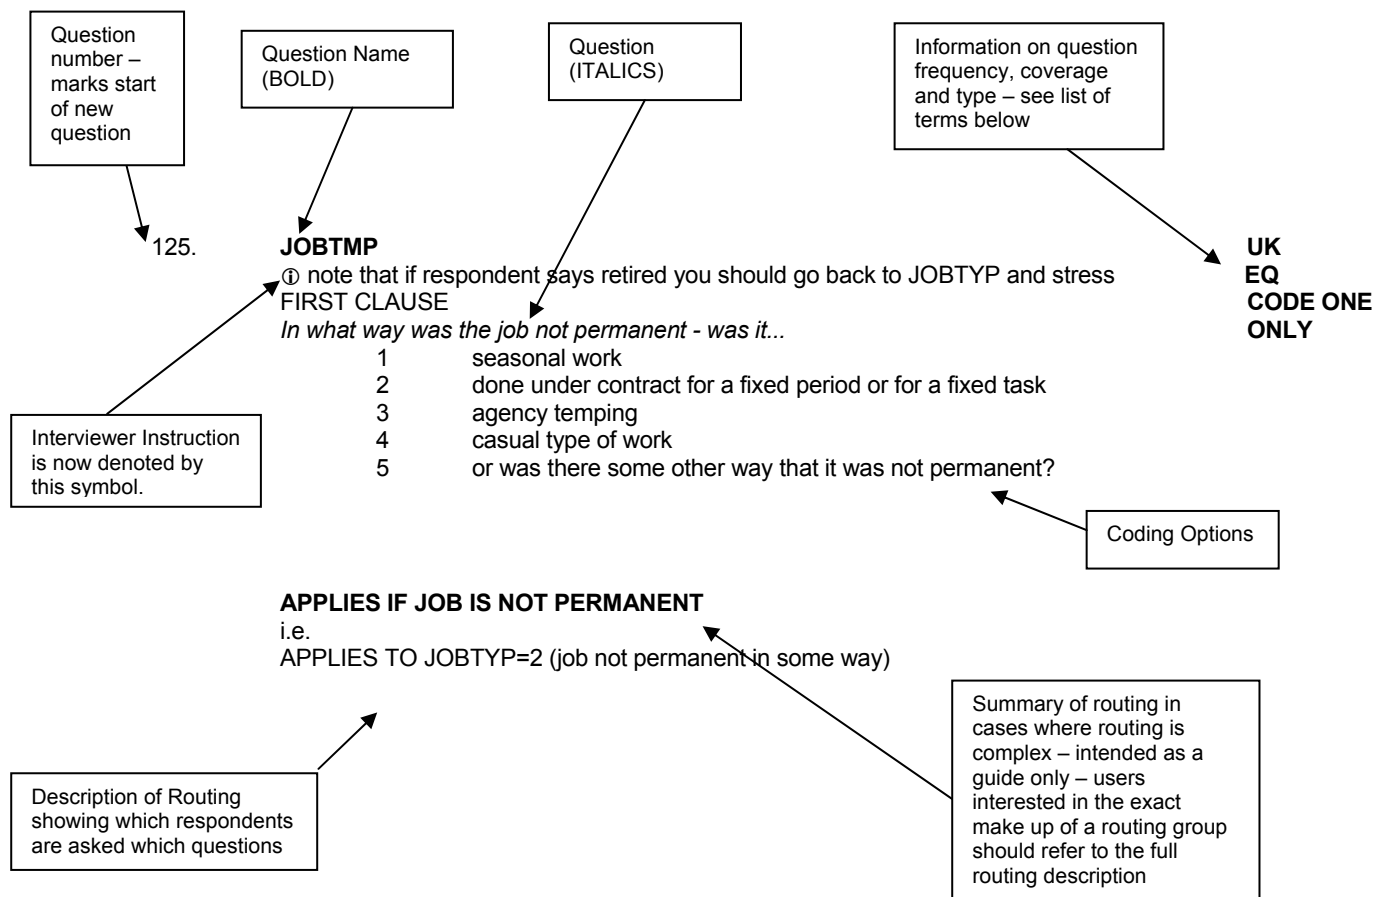 Question
number –
marks start
of new
question
Question Name
(BOLD)
Question
(ITALICS)
Information on question
frequency, coverage
and type – see list of
terms below
125.
JOBTMP
UK
ⓘ note that if respondent says retired you should go back to JOBTYP and stress
EQ
FIRST CLAUSE
CODE ONE
In what way was the job not permanent - was it...
ONLY
1 seasonal work
2 done under contract for a fixed period or for a fixed task
3 agency temping
4 casual type of work
5 or was there some other way that it was not permanent?
Interviewer Instruction
is now denoted by
this symbol.
Coding Options
APPLIES IF JOB IS NOT PERMANENT
i.e.
APPLIES TO JOBTYP=2 (job not permanent in some way)
Description of Routing
showing which respondents
are asked which questions
Summary of routing in
cases where routing is
complex – intended as a
guide only – users
interested in the exact
make up of a routing group
should refer to the full
routing description